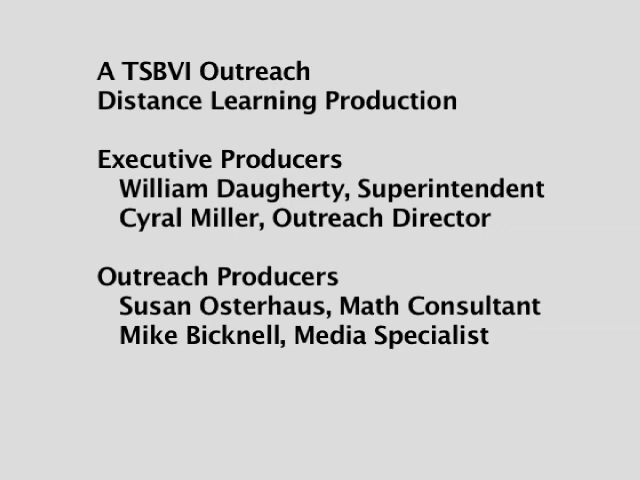 A TSBVI Outreach
Distance Learning Production
Executive Producers
William Daugherty, Superintendent
Cyral Miller, Outreach Director
Outreach Producers
Susan Osterhaus, Math Consultant
Mike Bicknell, Media Specialist